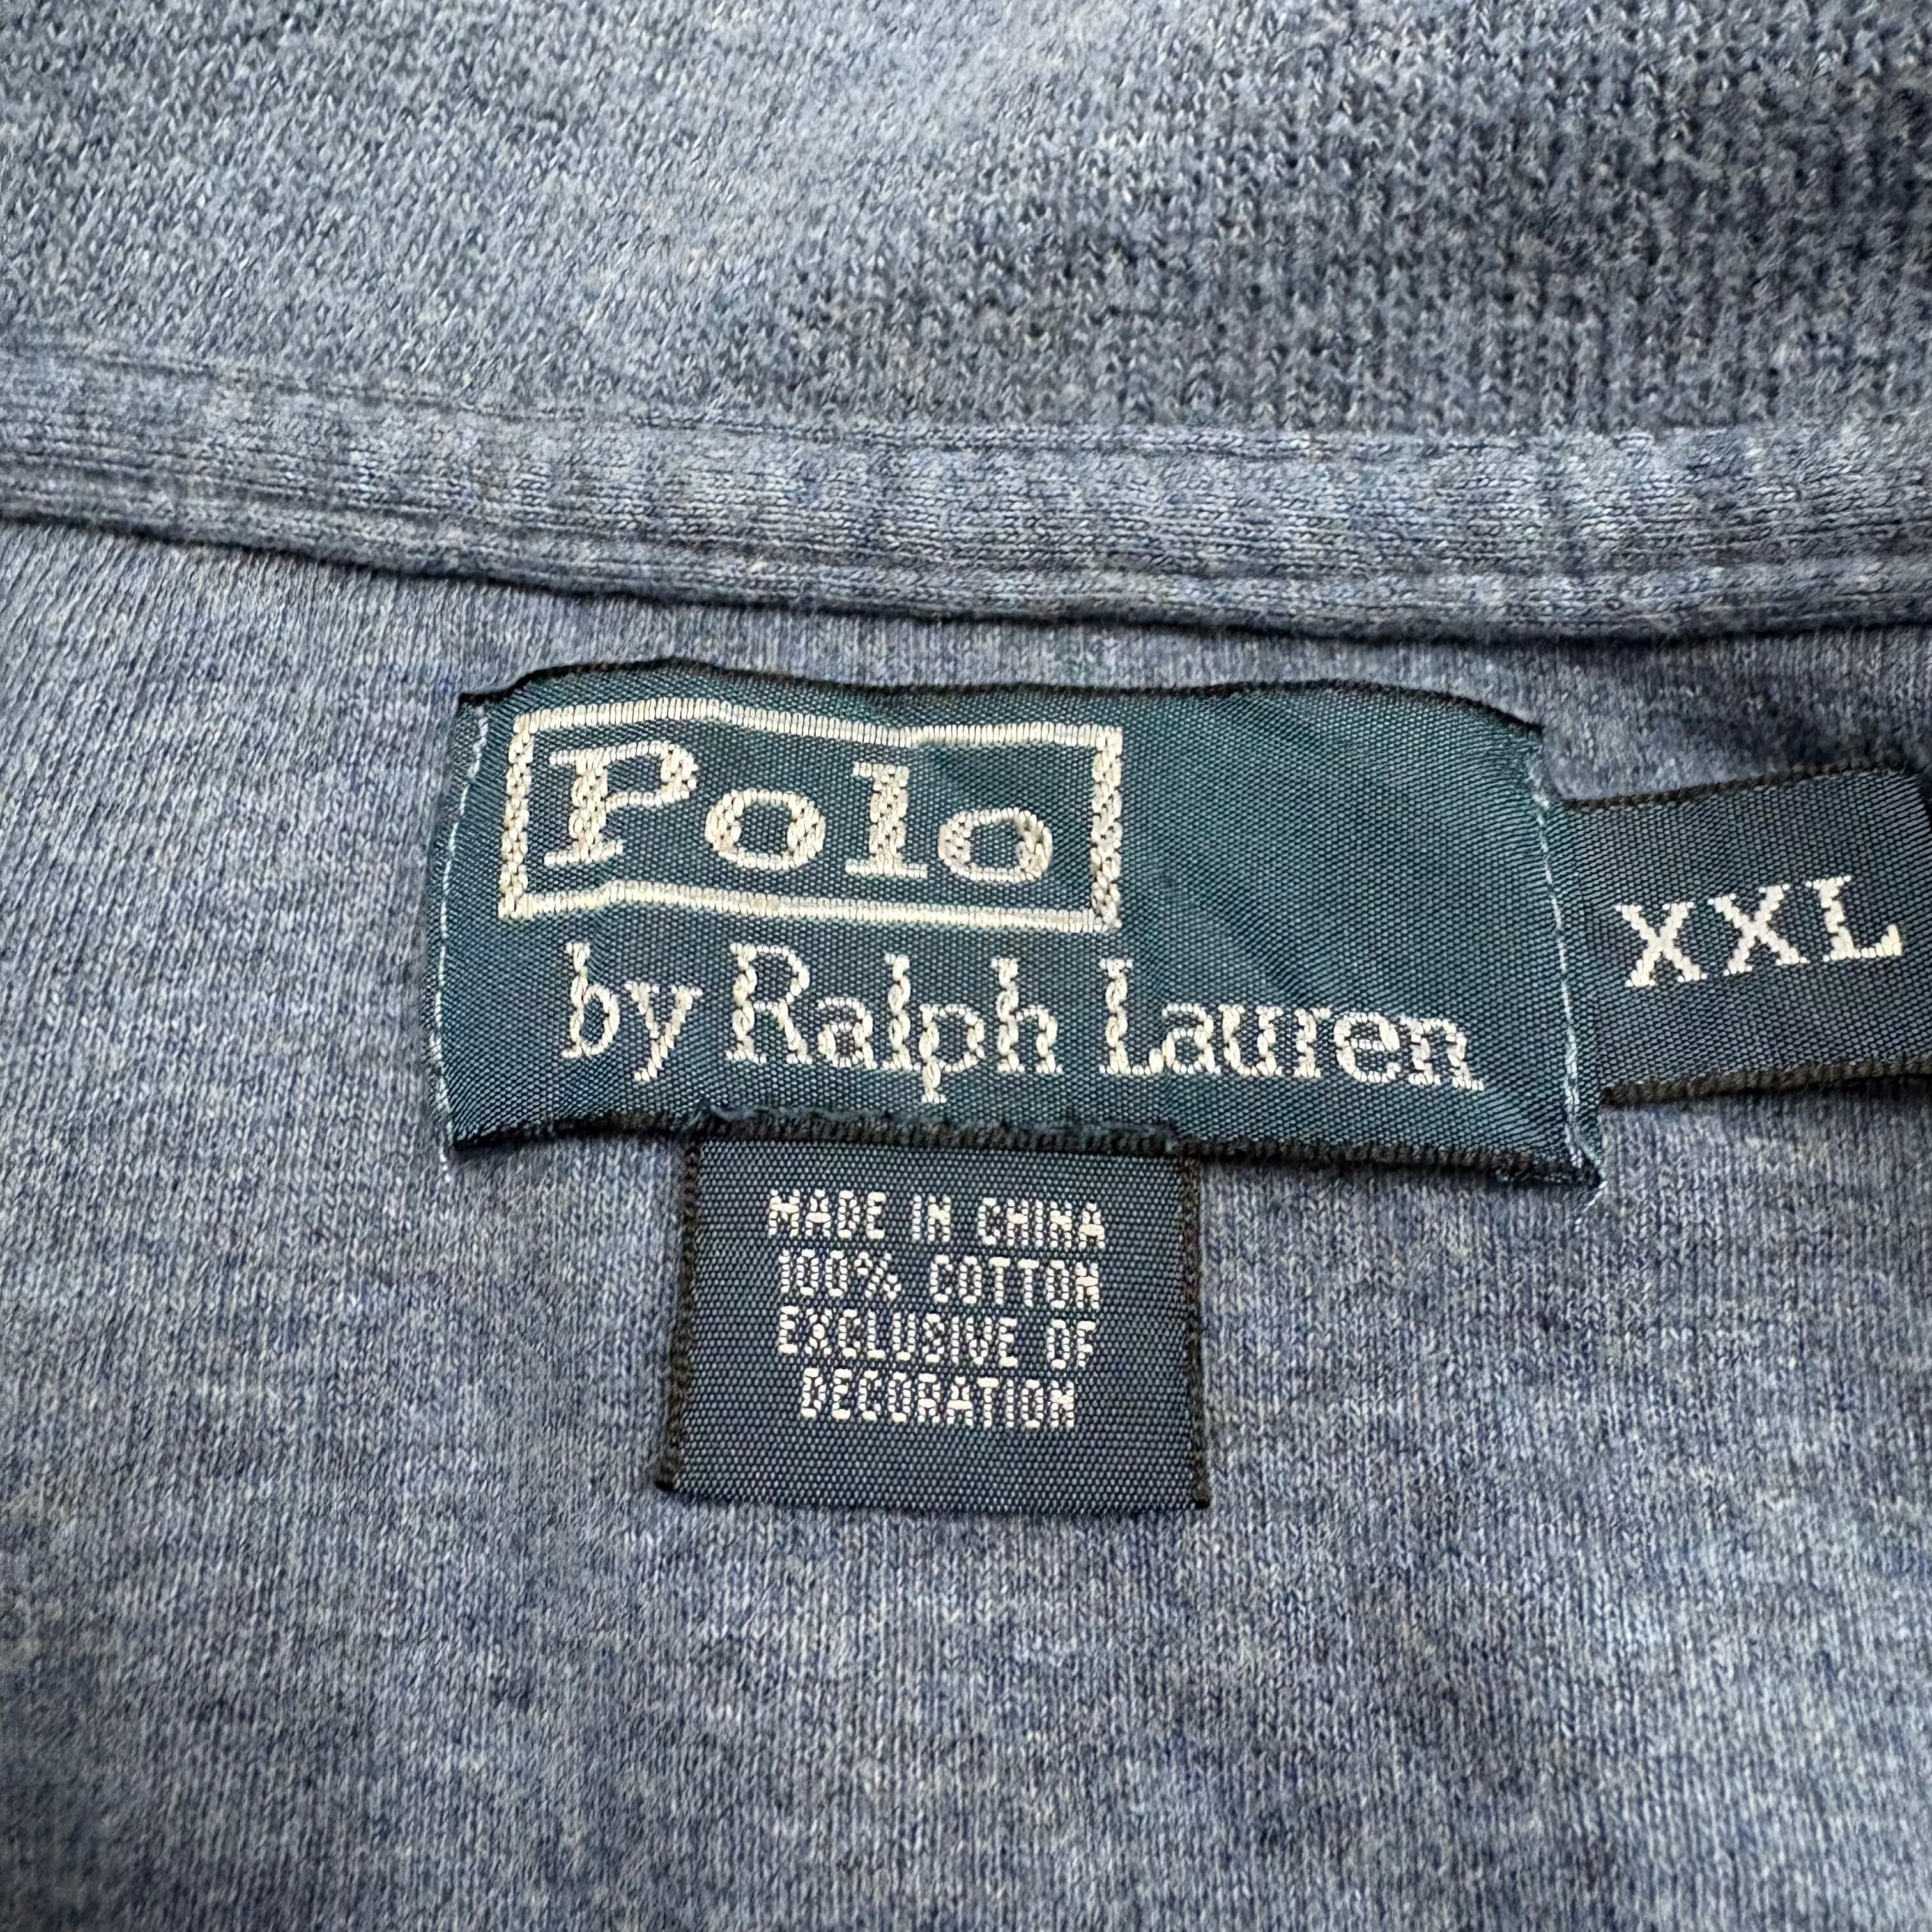 Polo
by Ralph Lauren
XXL
MADE IN CHINA
100% COTTON
EXCLUSIVE OF
DECORATION